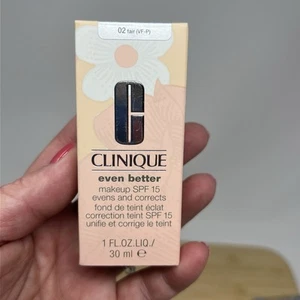 02 fair (VF-P)
CLINIQUE
even better
makeup SPF 15
evens and corrects
fond de teint éclat
correction teint SPF 15
unifie et corrige le teint
1 FL.OZ.LIQ./
30 ml e